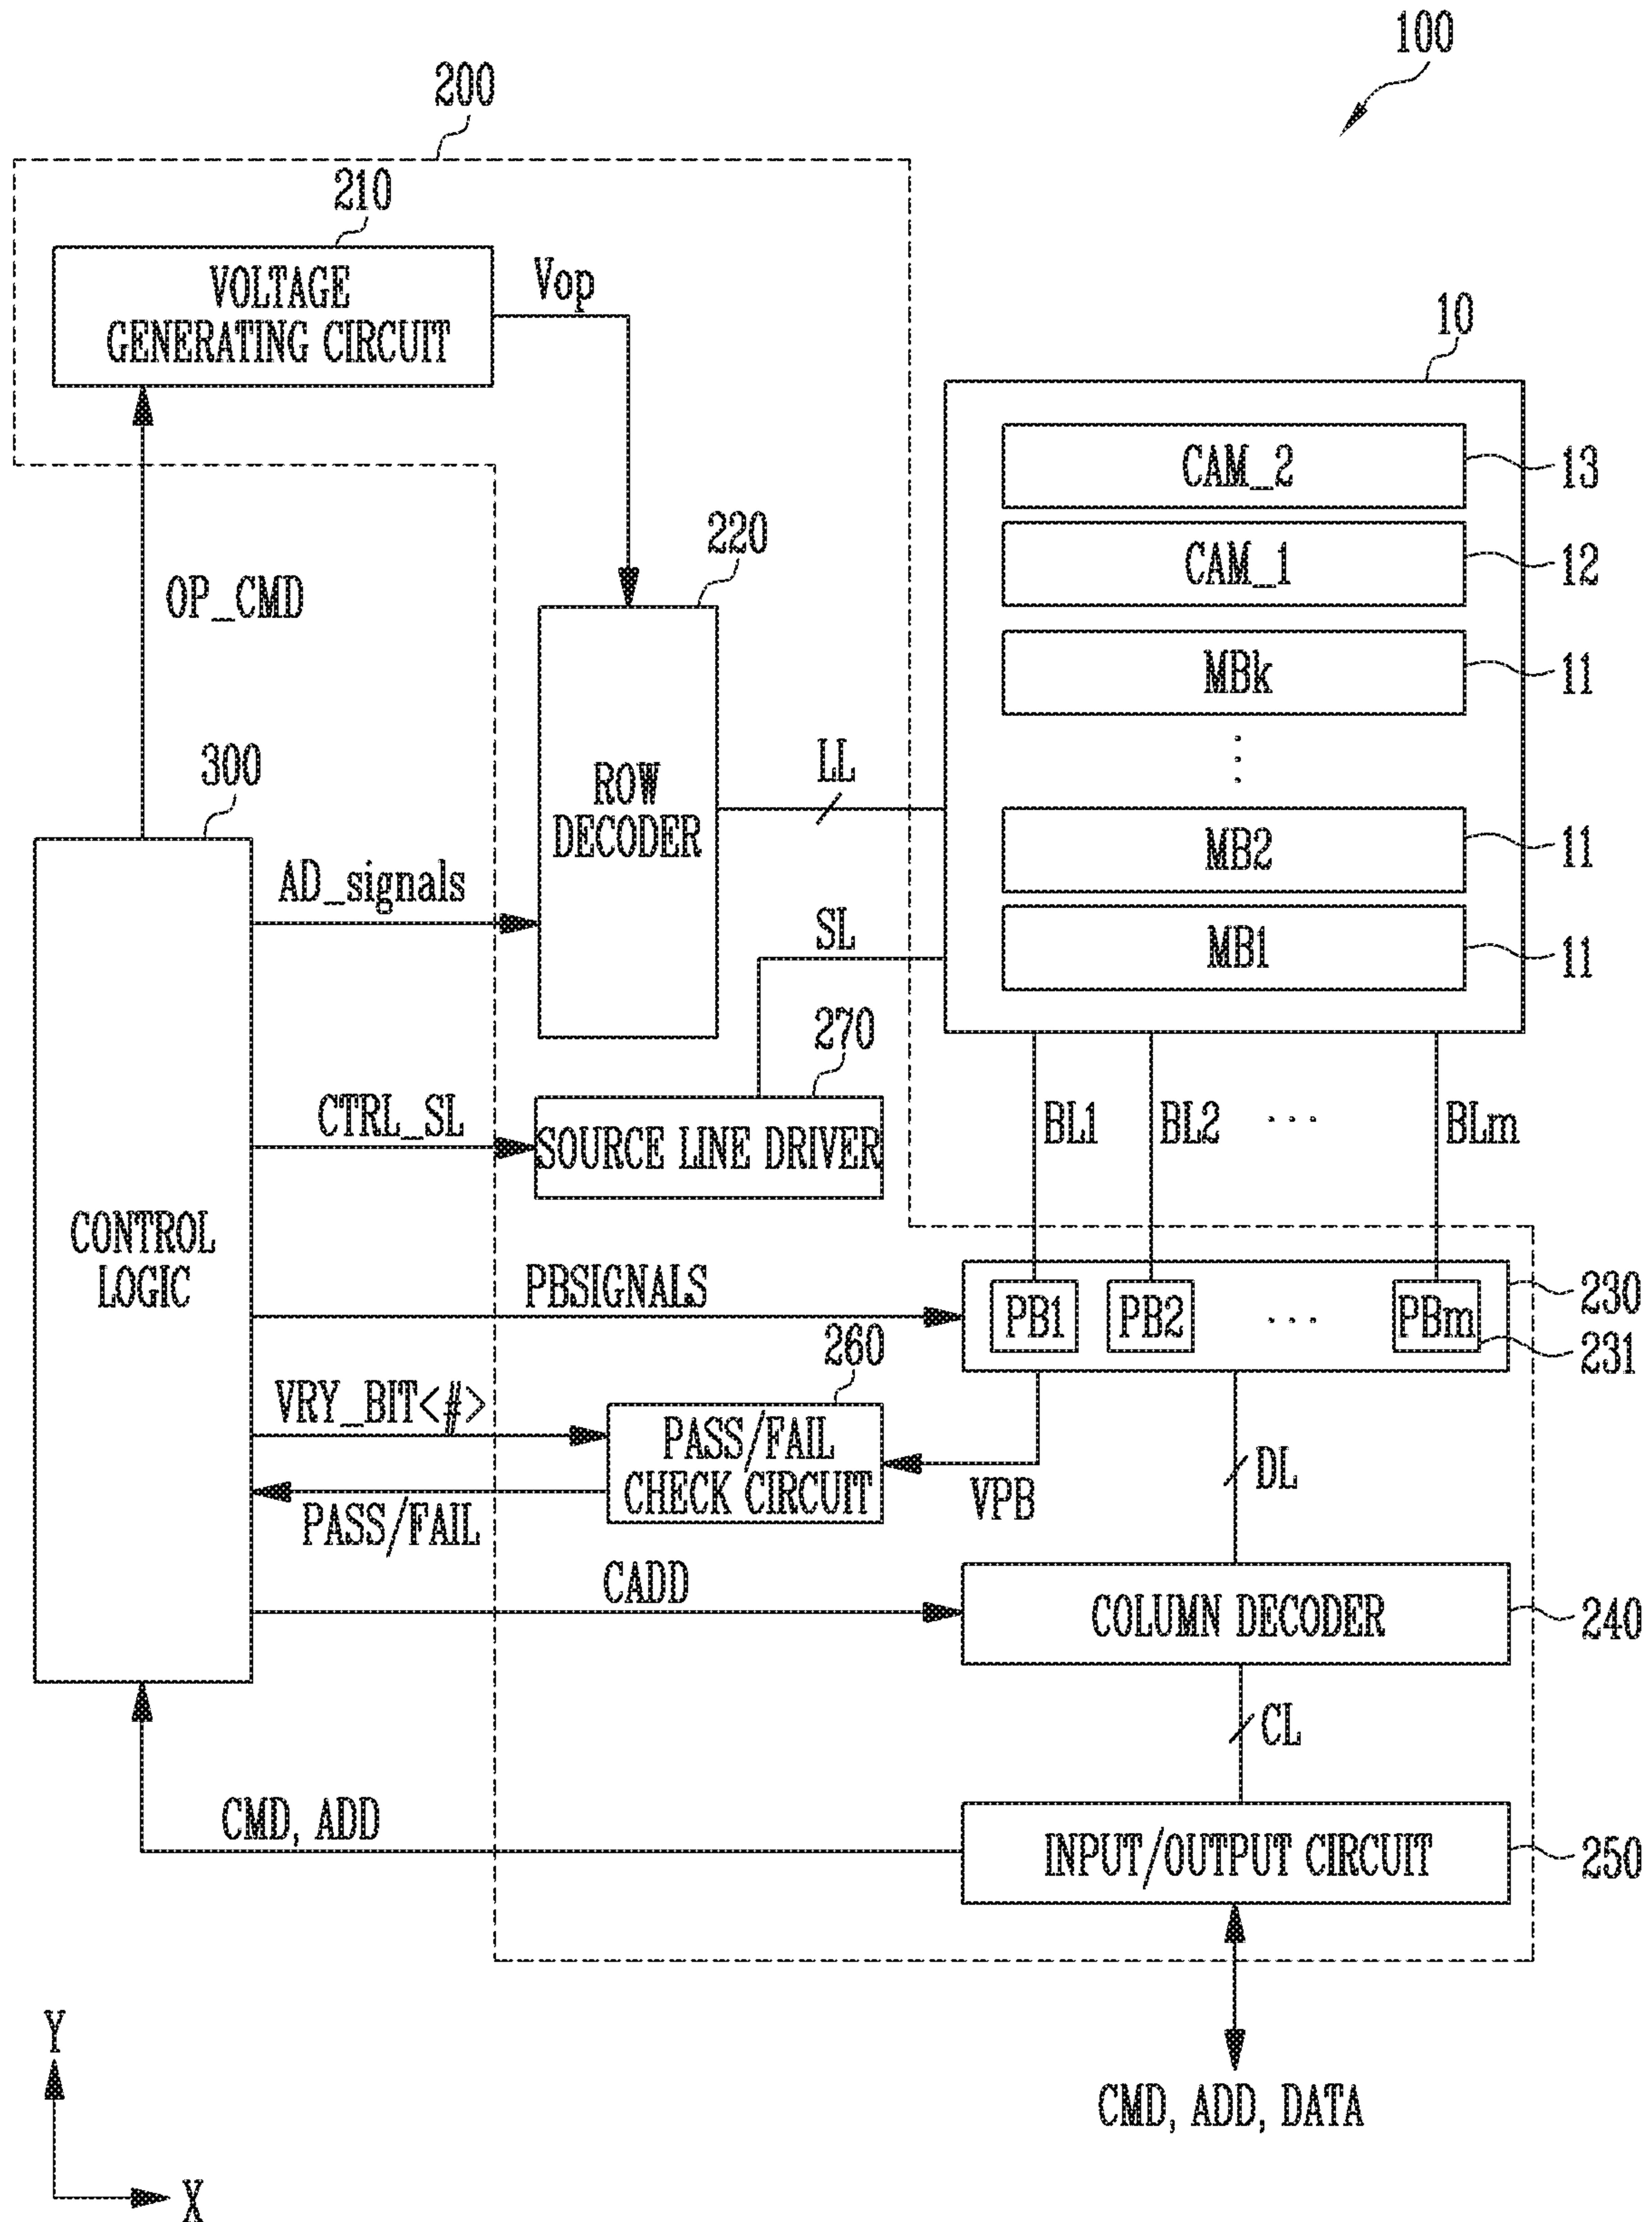 100
200
210
VOLTAGE
GENERATING CIRCUIT
Vop
10
CAM_2
13
220
CAM_1
12
OP_CMD
MBk
11
300
ROW
DECODER
LL
MB2
11
AD_signals
SL
MB1
11
270
CTRL_SL
SOURCE LINE DRIVER
BL1
BL2
...
BLm
CONTROL
LOGIC
PBSIGNALS
PB1
PB2
...
PBm
230
231
260
VRY_BIT<#>
PASS/FAIL
CHECK CIRCUIT
PASS/FAIL
VPB
DL
CADD
COLUMN DECODER
240
CL
CMD, ADD
INPUT/OUTPUT CIRCUIT
250
Y
X
CMD, ADD, DATA